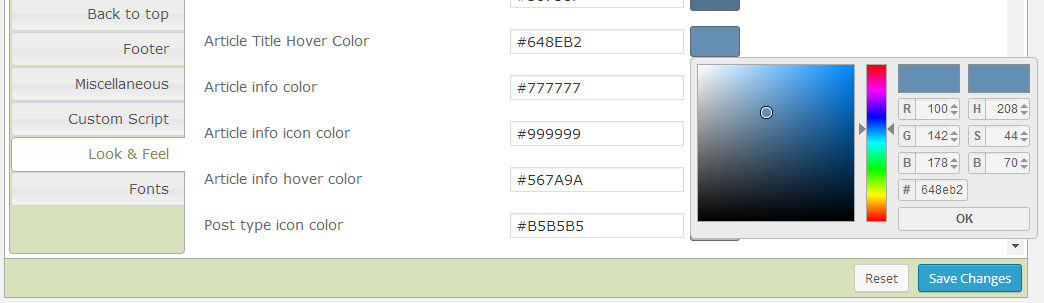 Back to top
Footer
Miscellaneous
Custom Script
Look & Feel
Fonts
Article Title Hover Color #648EB2
Article info color #777777
Article info icon color #999999
Article info hover color #567A9A
Post type icon color #B5B5B5
R 100 H 208
G 142 S 44
B 178 B 70
# 648eb2
OK
Reset Save Changes